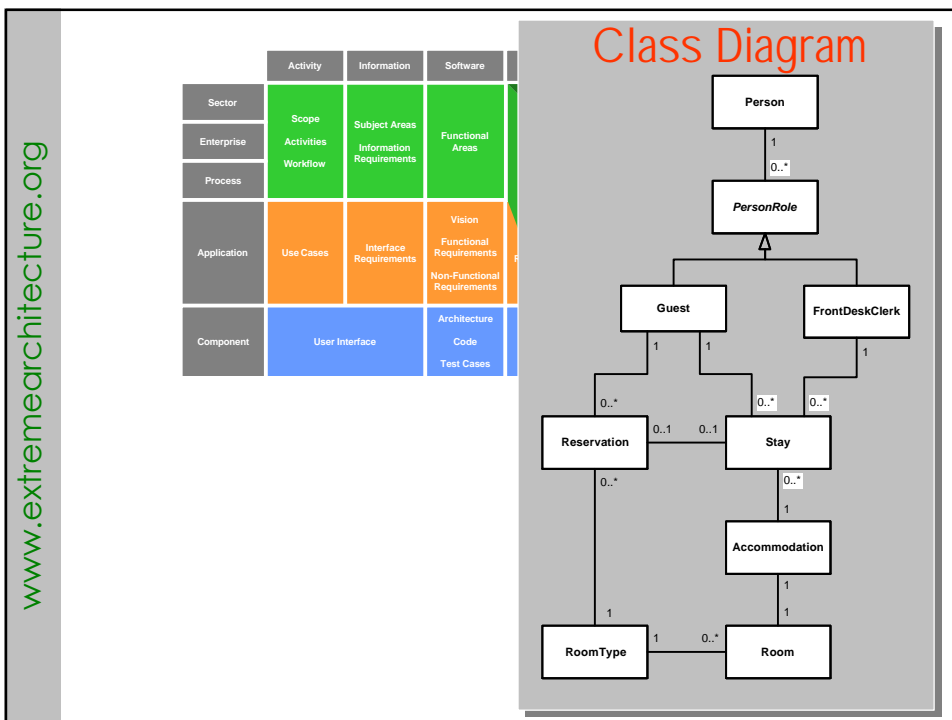 www.extremearchitecture.org
Class Diagram
Activity
Information
Software
Sector
Enterprise
Process
Scope
Activities
Workflow
Subject Areas
Information
Requirements
Functional
Areas
Application
Use Cases
Interface
Requirements
Vision
Functional
Requirements
Non-Functional
Requirements
Component
User Interface
Architecture
Code
Test Cases
Person
1
0..*
PersonRole
Guest
FrontDeskClerk
1
1
1
0..*
0..*
0..*
Reservation
0..1
0..1
Stay
0..*
0..*
1
Accommodation
1
1
1
RoomType
1
0..*
Room